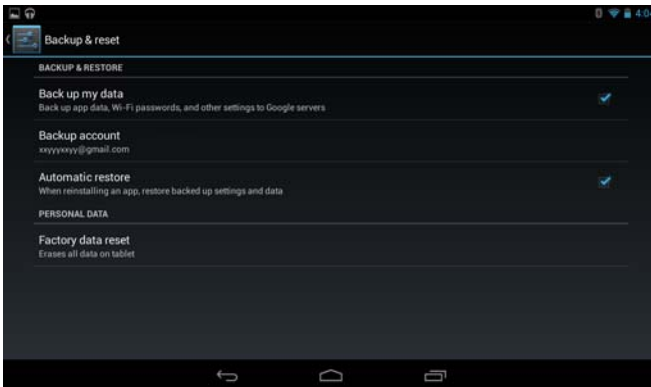 4:04
Backup & reset
BACKUP & RESTORE
Back up my data
Back up app data, Wi-Fi passwords, and other settings to Google servers
Backup account
xxyyyxxyy@gmail.com
Automatic restore
When reinstalling an app, restore backed up settings and data
PERSONAL DATA
Factory data reset
Erases all data on tablet